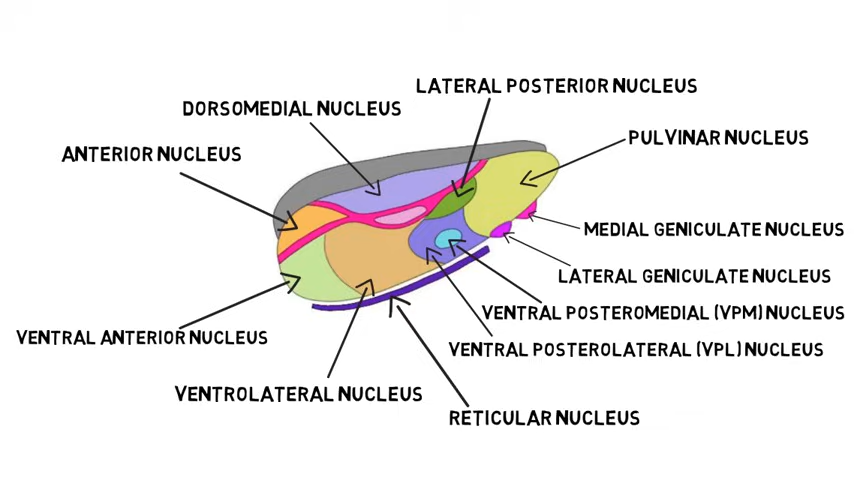 LATERAL POSTERIOR NUCLEUS
DORSOMEDIAL NUCLEUS
PULVINAR NUCLEUS
ANTERIOR NUCLEUS
MEDIAL GENICULATE NUCLEUS
LATERAL GENICULATE NUCLEUS
VENTRAL POSTEROMEDIAL (VPM) NUCLEUS
VENTRAL ANTERIOR NUCLEUS
VENTRAL POSTEROLATERAL (VPL) NUCLEUS
VENTROLATERAL NUCLEUS
RETICULAR NUCLEUS